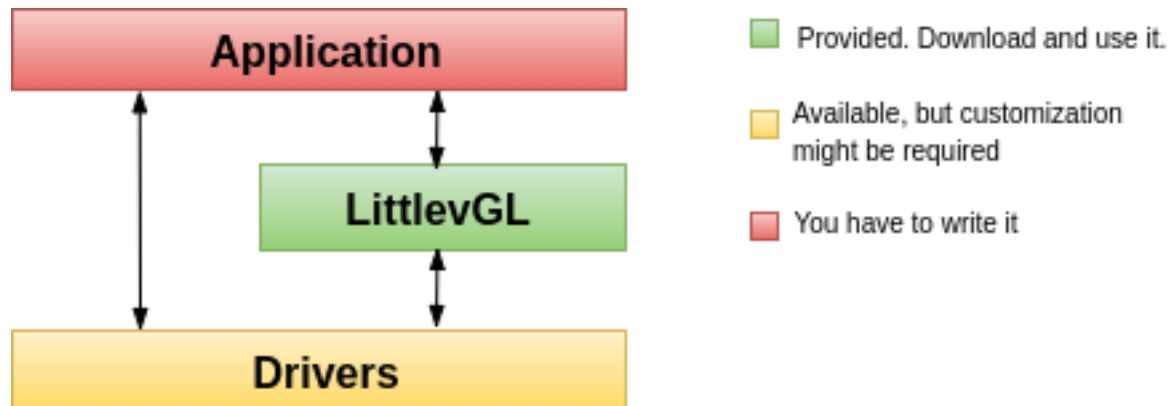 Application
LittlevGL
Drivers
Provided. Download and use it.
Available, but customization
might be required
You have to write it